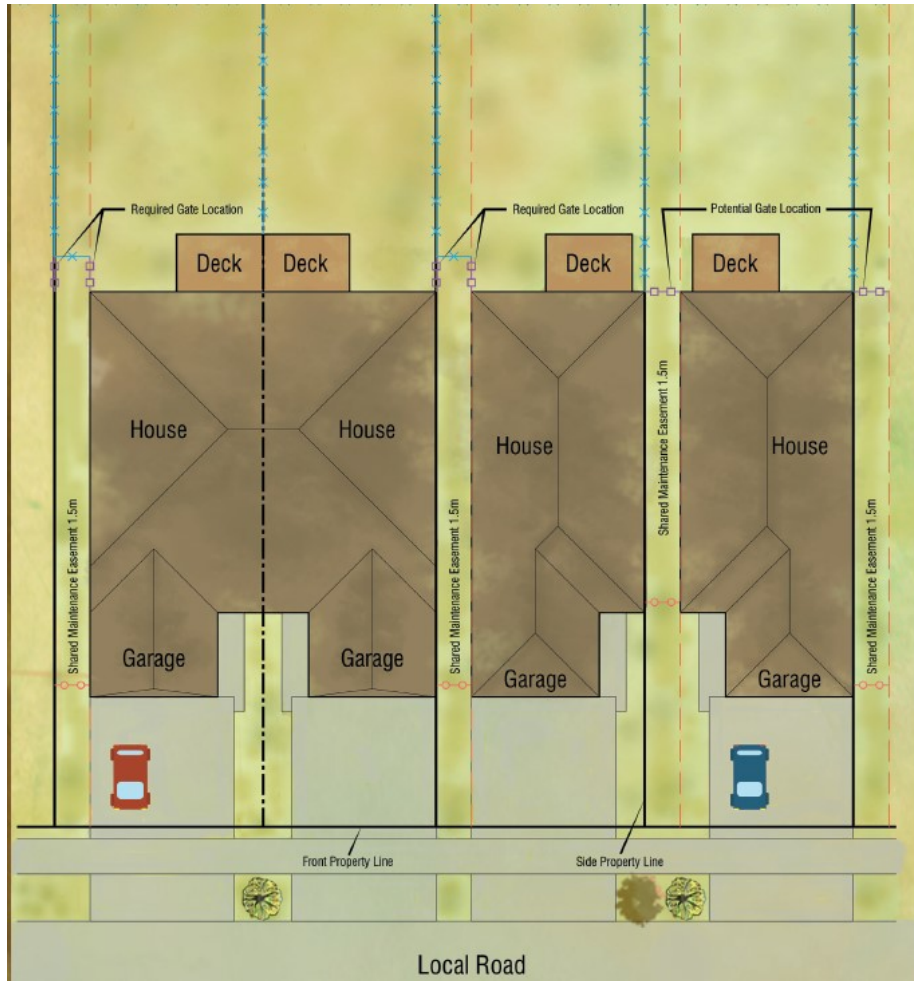 Required Gate Location
Required Gate Location
Potential Gate Location
Deck
Deck
Deck
Deck
House
House
House
House
Shared Maintenance Easement 1.5m
Shared Maintenance Easement 1.5m
Shared Maintenance Easement 1.5m
Shared Maintenance Easement 1.5m
Garage
Garage
Garage
Garage
Front Property Line
Side Property Line
Local Road